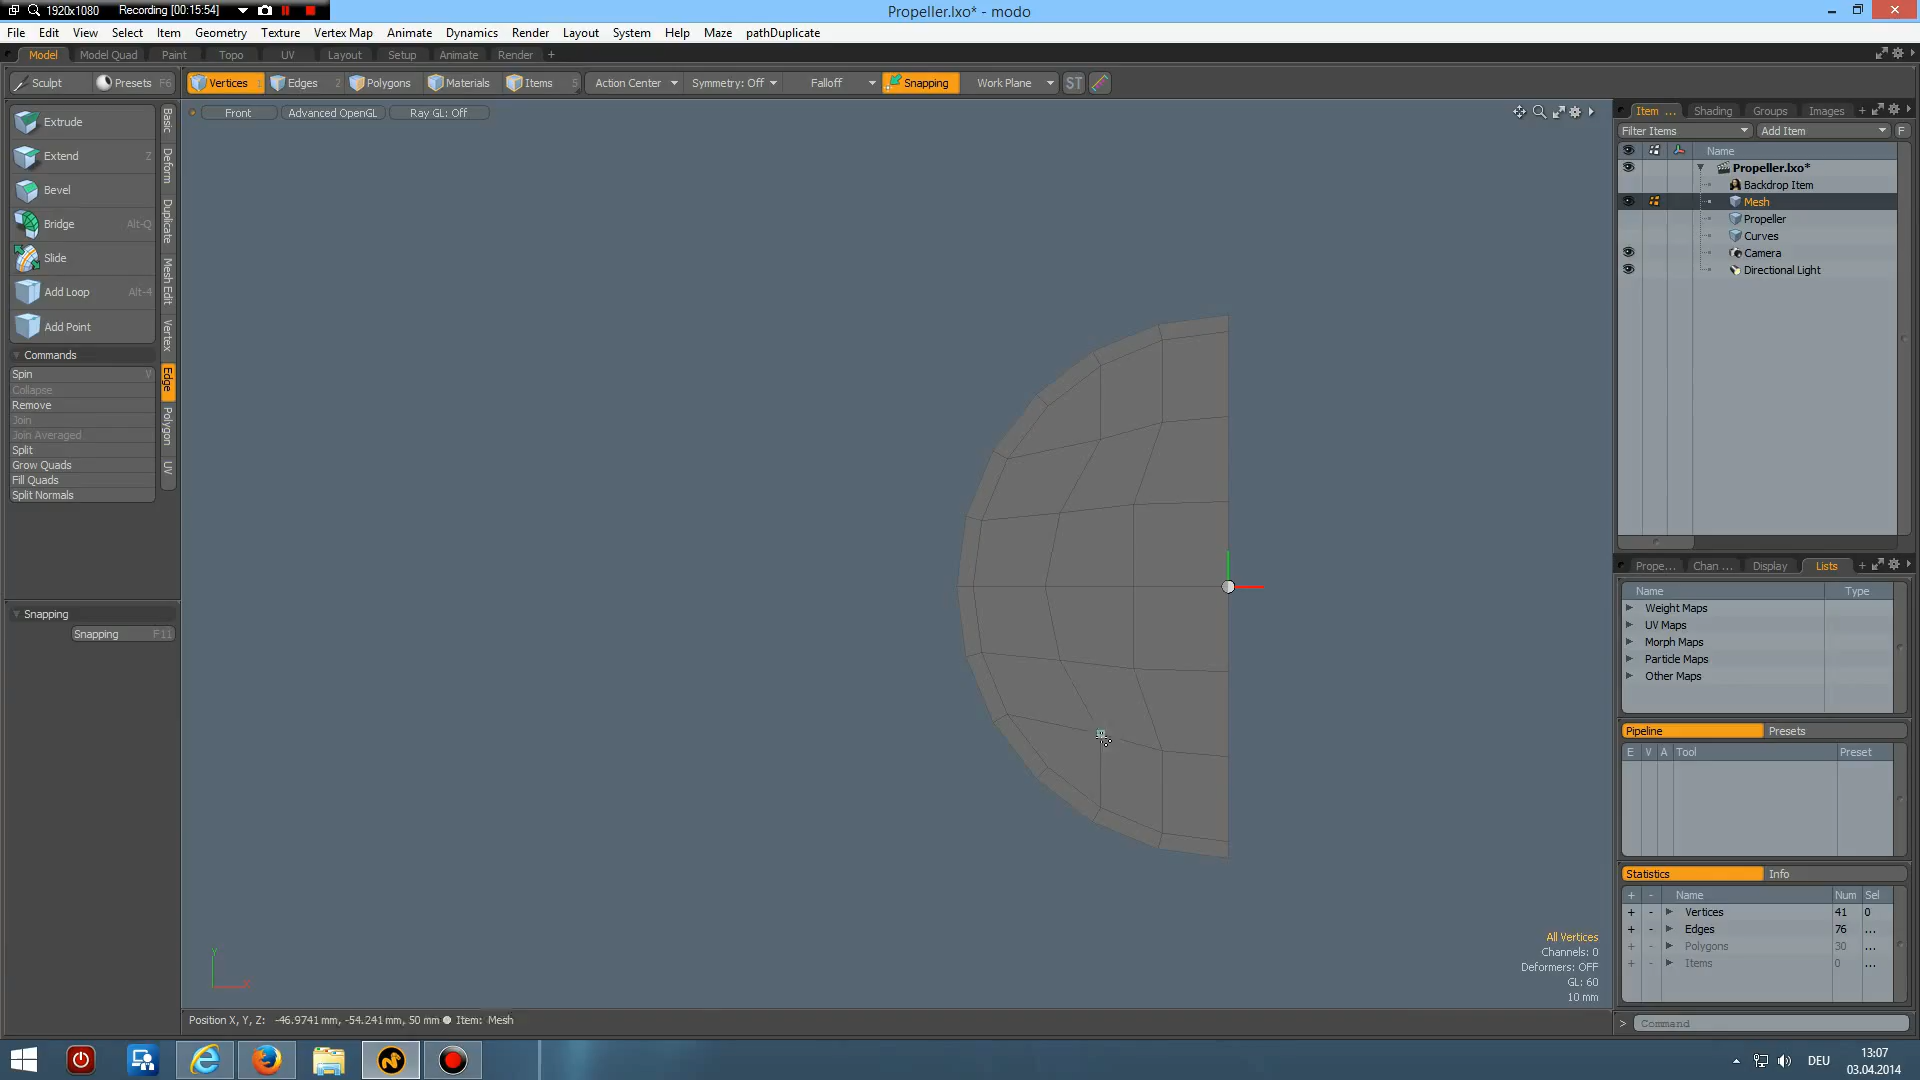 1920x1080 Recording [00:15:54]
Propeller.lxo* - modo
File Edit View Select Item Geometry Texture Vertex Map Animate Dynamics Render Layout System Help Maze pathDuplicate
Model Model Quad Paint Topo UV Layout Setup Animate Render +
Sculpt Presets F6 Vertices 1 Edges 2 Polygons Materials Items 5 Action Center Symmetry: Off Falloff Snapping Work Plane ST
Front Advanced OpenGL Ray GL: Off
Extrude
Extend Z
Bevel
Bridge Alt-Q
Slide
Add Loop Alt-4
Add Point
Commands
Spin V
Collapse
Remove
Join
Join Averaged
Split
Grow Quads
Fill Quads
Split Normals
Basic
Deform
Duplicate
Mesh Edit
Vertex
Edge
Polygon
UV
Snapping
Snapping F11
Item ... Shading Groups Images +
Filter Items Add Item F
Name
Propeller.lxo*
Backdrop Item
Mesh
Propeller
Curves
Camera
Directional Light
Prope... Chan ... Display Lists +
Name Type
Weight Maps
UV Maps
Morph Maps
Particle Maps
Other Maps
Pipeline Presets
E V A Tool Preset
Statistics Info
+ - Name Num Sel
+ - Vertices 41 0
+ - Edges 76 ...
+ - Polygons 30 ...
+ - Items 0 ...
All Vertices
Channels: 0
Deformers: OFF
GL: 60
10 mm
Y
X
Position X, Y, Z: -46.9741 mm, -54.241 mm, 50 mm Item: Mesh
> Command
DEU
13:07
03.04.2014